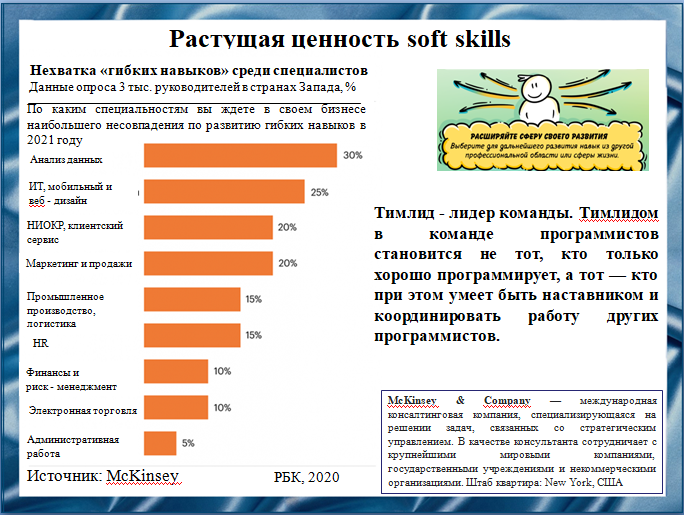 Растущая ценность soft skills
Нехватка «гибких навыков» среди специалистов
Данные опроса 3 тыс. руководителей в странах Запада, %
По каким специальностям вы ждете в своем бизнесе
наибольшего несовпадения по развитию гибких навыков в
2021 году
Анализ данных
30%
ИТ, мобильный и
веб - дизайн
25%
НИОКР, клиентский
сервис
20%
Маркетинг и продажи
20%
Промышленное
производство,
логистика
15%
HR
15%
Финансы и
риск - менеджмент
10%
Электронная торговля
10%
Административная
работа
5%
Источник: McKinsey
РБК, 2020
РАСШИРЯЙТЕ СФЕРУ СВОЕГО РАЗВИТИЯ
Выберите для дальнейшего развития навык из другой
профессиональной области или сферы жизни.
Тимлид - лидер команды. Тимлидом
в команде программистов
становится не тот, кто только
хорошо программирует, а тот — кто
при этом умеет быть наставником и
координировать работу других
программистов.
McKinsey & Company — международная
консалтинговая компания, специализирующаяся на
решении задач, связанных со стратегическим
управлением. В качестве консультанта сотрудничает с
крупнейшими мировыми компаниями,
государственными учреждениями и некоммерческими
организациями. Штаб квартира: New York, США